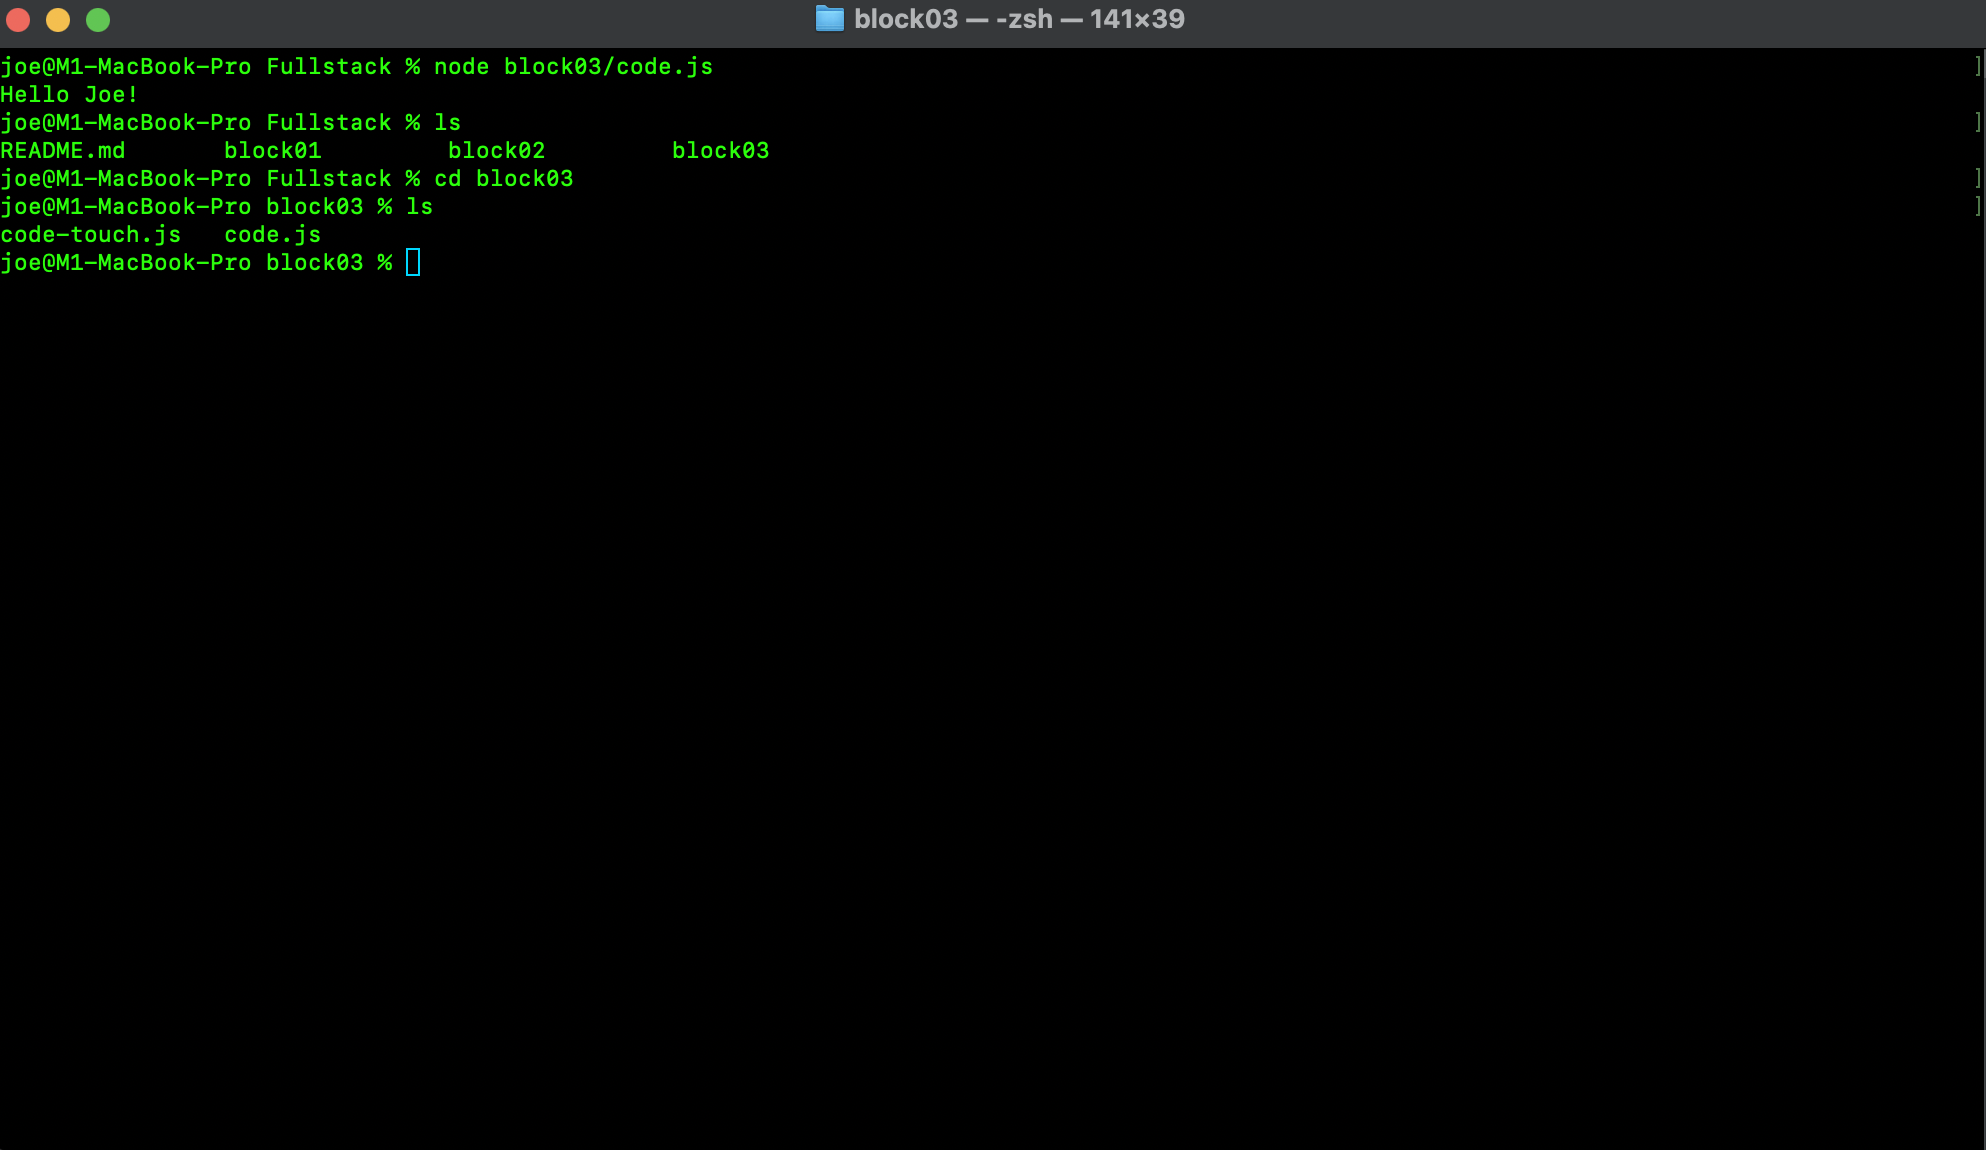 block03 — -zsh — 141×39
joe@M1-MacBook-Pro Fullstack % node block03/code.js
Hello Joe!
joe@M1-MacBook-Pro Fullstack % ls
README.md       block01         block02         block03
joe@M1-MacBook-Pro Fullstack % cd block03
joe@M1-MacBook-Pro block03 % ls
code-touch.js   code.js
joe@M1-MacBook-Pro block03 %